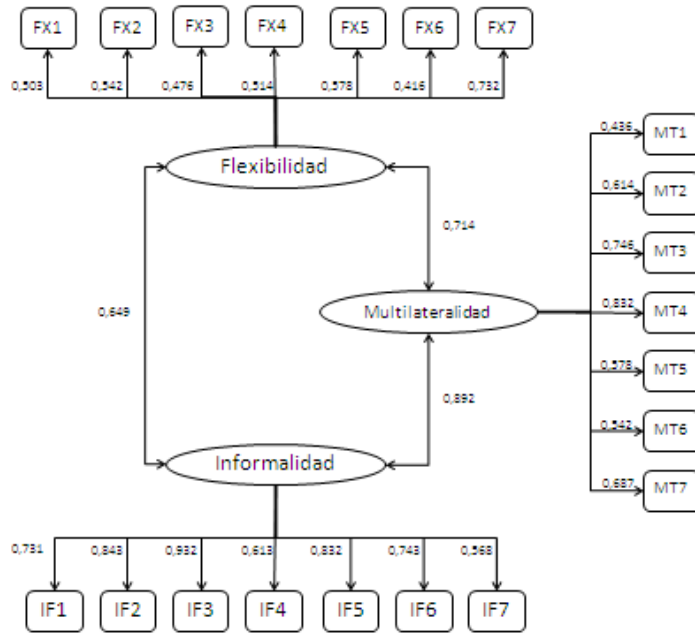 FX1 FX2 FX3 FX4 FX5 FX6 FX7
0,503 0,542 0,476 0,514 0,578 0,416 0,732
Flexibilidad
0,714
0,649
Multilateralidad
0,892
Informalidad
0,436 MT1
0,614 MT2
0,746 MT3
0,832 MT4
0,578 MT5
0,542 MT6
0,687 MT7
0,731 0,843 0,932 0,613 0,832 0,743 0,568
IF1 IF2 IF3 IF4 IF5 IF6 IF7